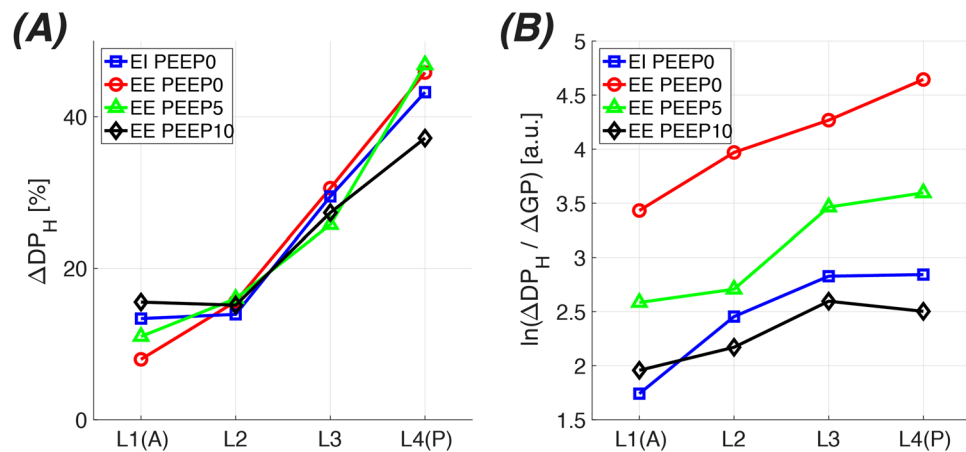 (A)
EI PEEP0
EE PEEP0
EE PEEP5
EE PEEP10
ΔDP_H [%]
40
20
0
L1(A) L2 L3 L4(P)
(B)
EI PEEP0
EE PEEP0
EE PEEP5
EE PEEP10
ln(ΔDP_H / ΔGP) [a.u.]
5
4.5
4
3.5
3
2.5
2
1.5
L1(A) L2 L3 L4(P)